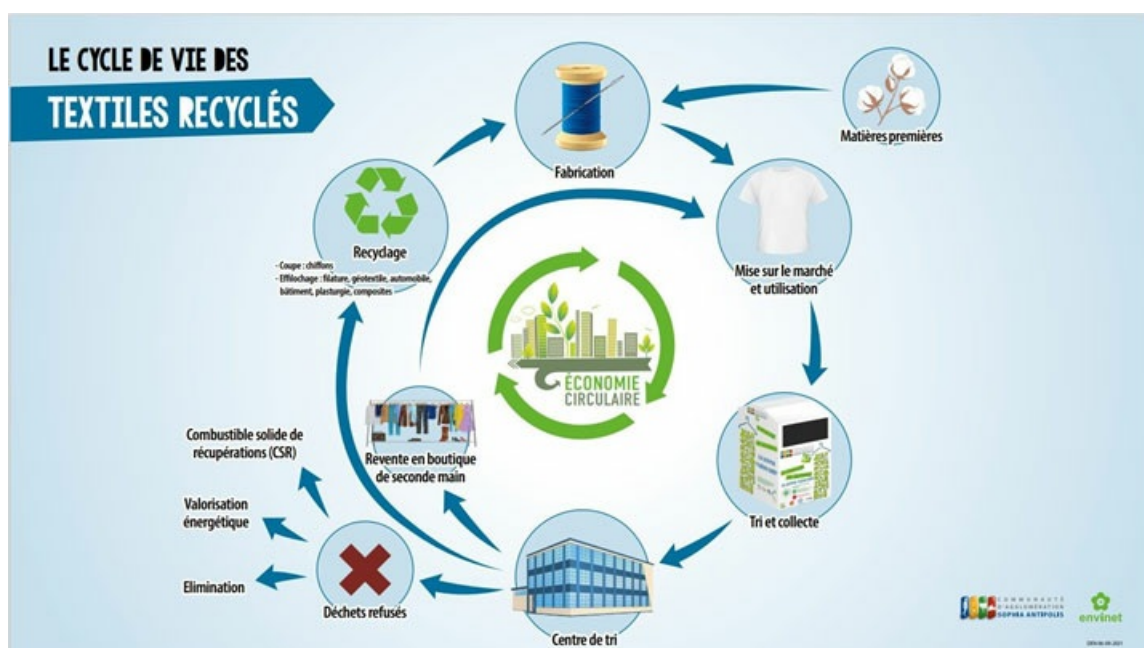 LE CYCLE DE VIE DES
TEXTILES RECYCLÉS
Matières premières
Fabrication
Recyclage
- Coupe : chiffons
- Effilochage : filature, géotextile, automobile,
bâtiment, plasturgie, composites
Mise sur le marché
et utilisation
ÉCONOMIE
CIRCULAIRE
Combustible solide de
récupérations (CSR)
Revente en boutique
de seconde main
Valorisation
énergétique
Tri et collecte
Elimination
Déchets refusés
Centre de tri
COMMUNAUTÉ
D'AGGLOMÉRATION
SOPHIA ANTIPOLIS
envinet